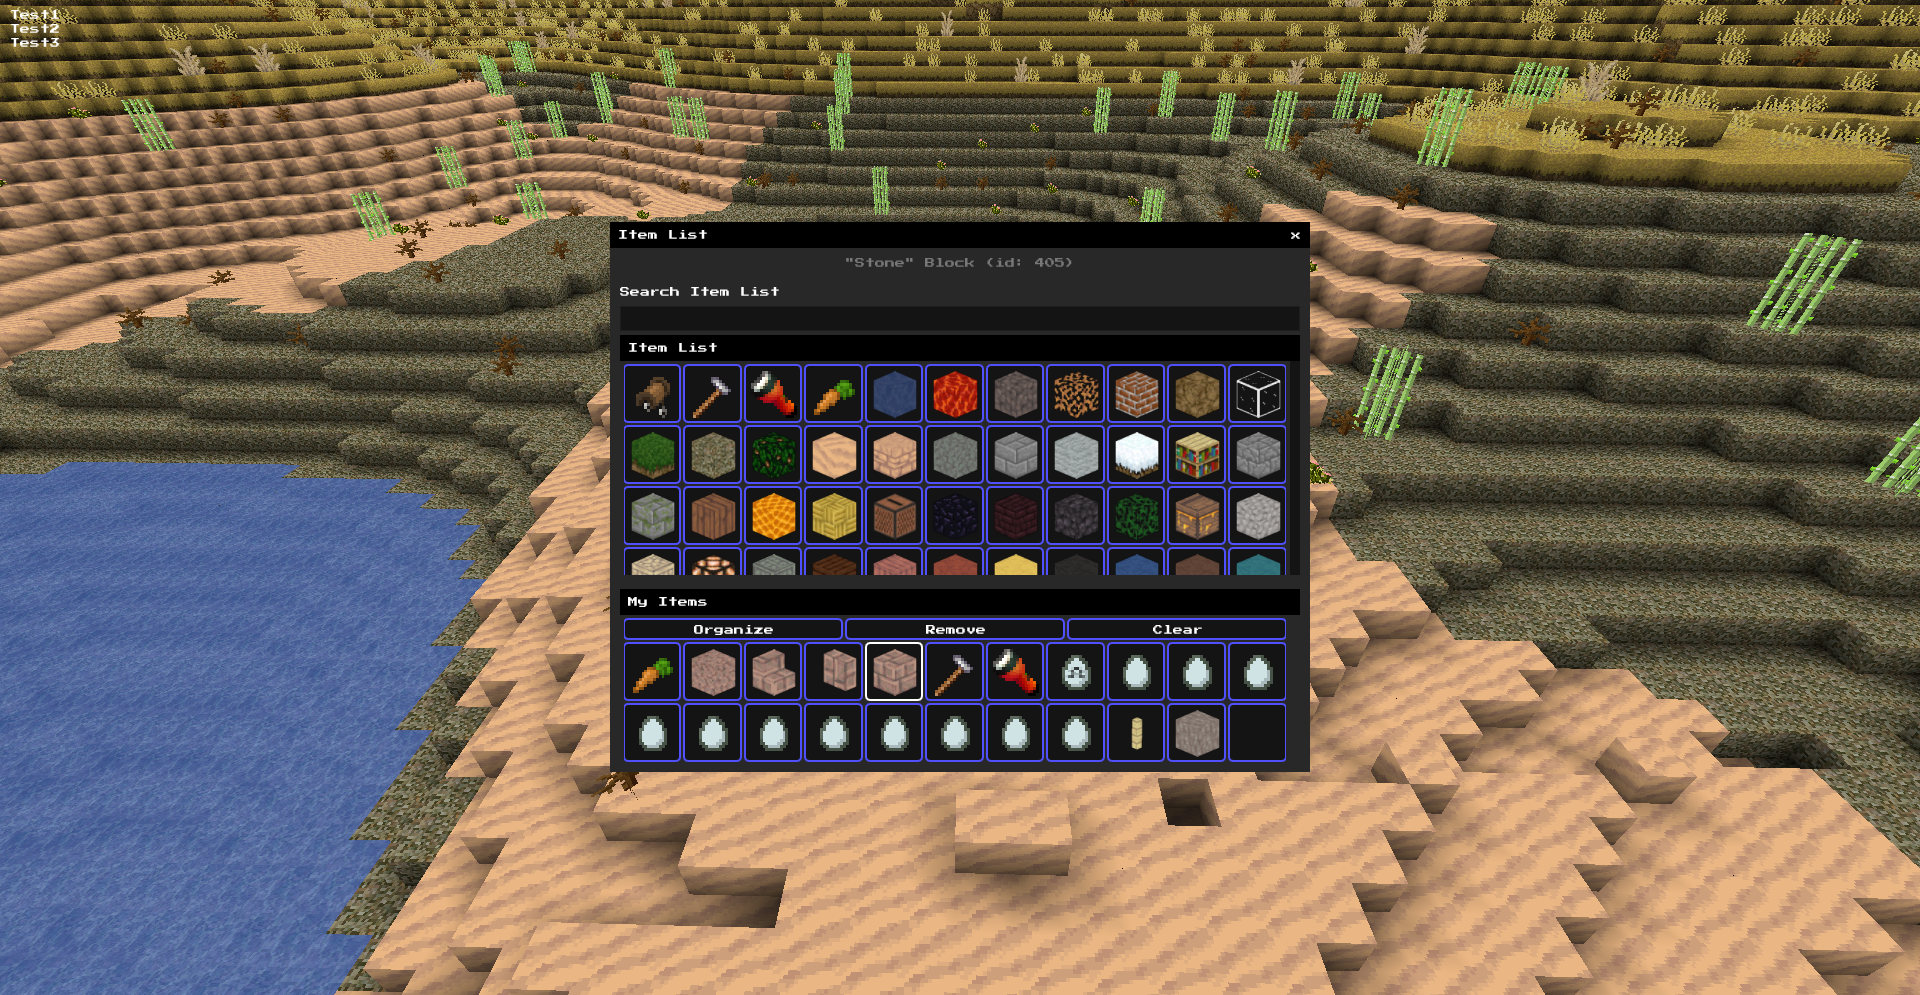 Test1
Test2
Test3
Item List
×
"Stone" Block (id: 405)
Search Item List
Item List
My Items
Organize
Remove
Clear